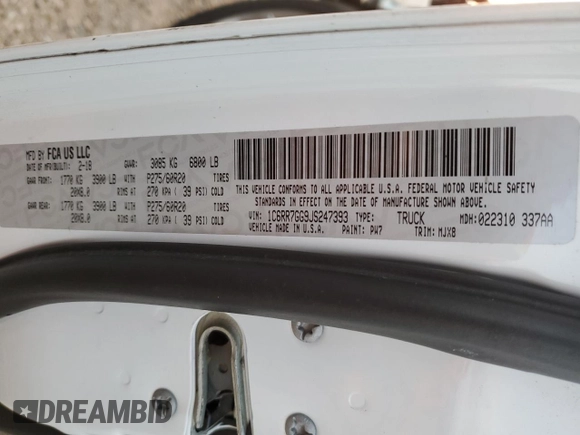 MFD BY FCA US LLC
DATE OF MFR(BUILT): 2-18 GVWR: 3085 KG 6800 LB
GAWR FRONT: 1770 KG 3900 LB WITH P275/60R20 TIRES
20X8.0 RIMS AT 270 KPA ( 39 PSI) COLD
GAWR REAR: 1770 KG 3900 LB WITH P275/60R20 TIRES
20X8.0 RIMS AT 270 KPA ( 39 PSI) COLD
THIS VEHICLE CONFORMS TO ALL APPLICABLE U.S.A. FEDERAL MOTOR VEHICLE SAFETY
STANDARDS IN EFFECT ON THE DATE OF MANUFACTURE SHOWN ABOVE.
VIN: 1C6RR7GG9JS247393 TYPE: TRUCK MDH: 022310 337AA
VEHICLE MADE IN U.S.A. PAINT: PW7 TRIM: MJX8
DREAMBID